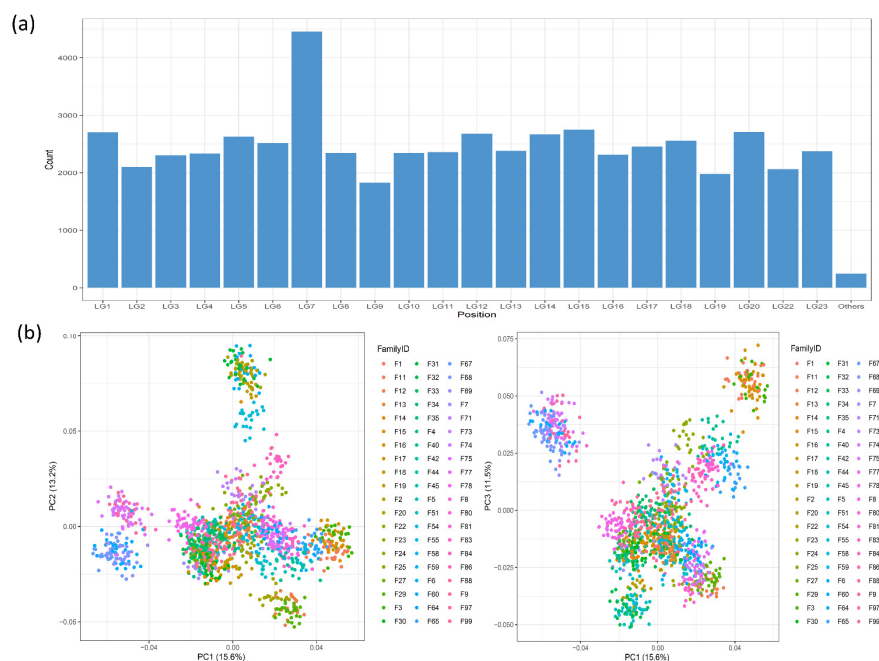 (a)
4000
3000
2000
1000
0
Count
LG1 LG2 LG3 LG4 LG5 LG6 LG7 LG8 LG9 LG10 LG11 LG12 LG13 LG14 LG15 LG16 LG17 LG18 LG19 LG20 LG22 LG23 Others
Position
(b)
0.10
0.05
0.00
−0.05
PC2 (13.2%)
−0.04 0.00 0.04
PC1 (15.6%)
FamilyID
F1 F31 F67
F11 F32 F68
F12 F33 F69
F13 F34 F7
F14 F35 F71
F15 F4 F73
F16 F40 F74
F17 F42 F75
F18 F44 F77
F19 F45 F78
F2 F5 F8
F20 F51 F80
F22 F54 F81
F23 F55 F83
F24 F58 F84
F25 F59 F86
F27 F6 F88
F29 F60 F9
F3 F64 F97
F30 F65 F99
0.075
0.050
0.025
0.000
−0.025
−0.050
PC3 (11.5%)
−0.04 0.00 0.04
PC1 (15.6%)
FamilyID
F1 F31 F67
F11 F32 F68
F12 F33 F69
F13 F34 F7
F14 F35 F71
F15 F4 F73
F16 F40 F74
F17 F42 F75
F18 F44 F77
F19 F45 F78
F2 F5 F8
F20 F51 F80
F22 F54 F81
F23 F55 F83
F24 F58 F84
F25 F59 F86
F27 F6 F88
F29 F60 F9
F3 F64 F97
F30 F65 F99